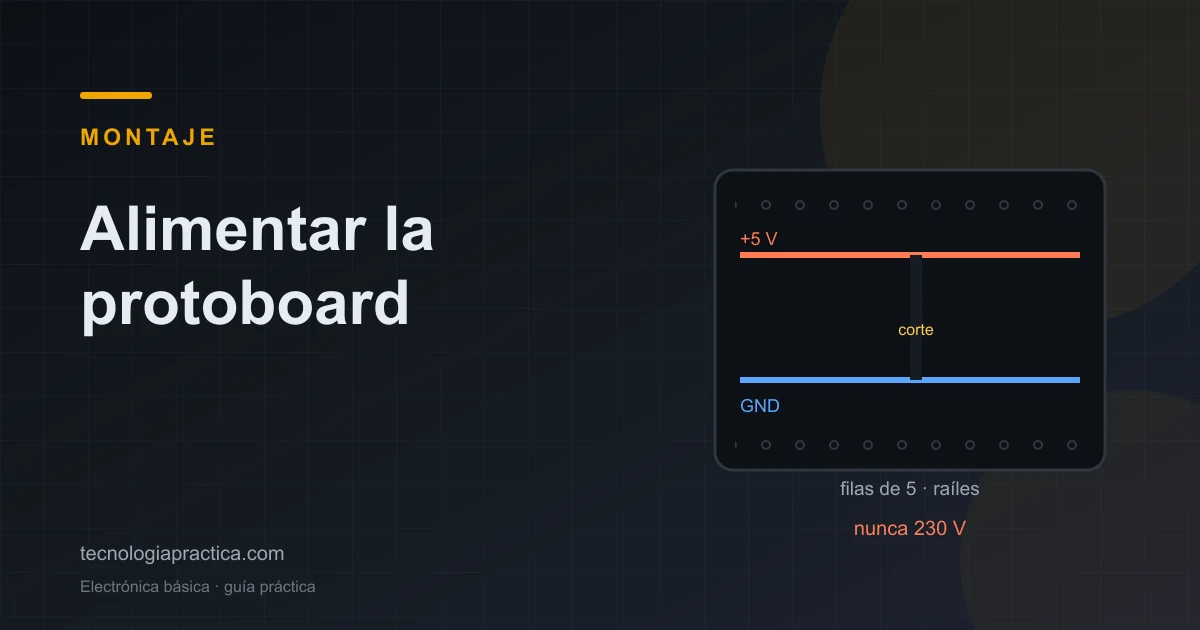 MONTAJE
Alimentar la
protoboard
+5 V
corte
GND
filas de 5 · raíles
nunca 230 V
tecnologiapractica.com
Electrónica básica · guía práctica